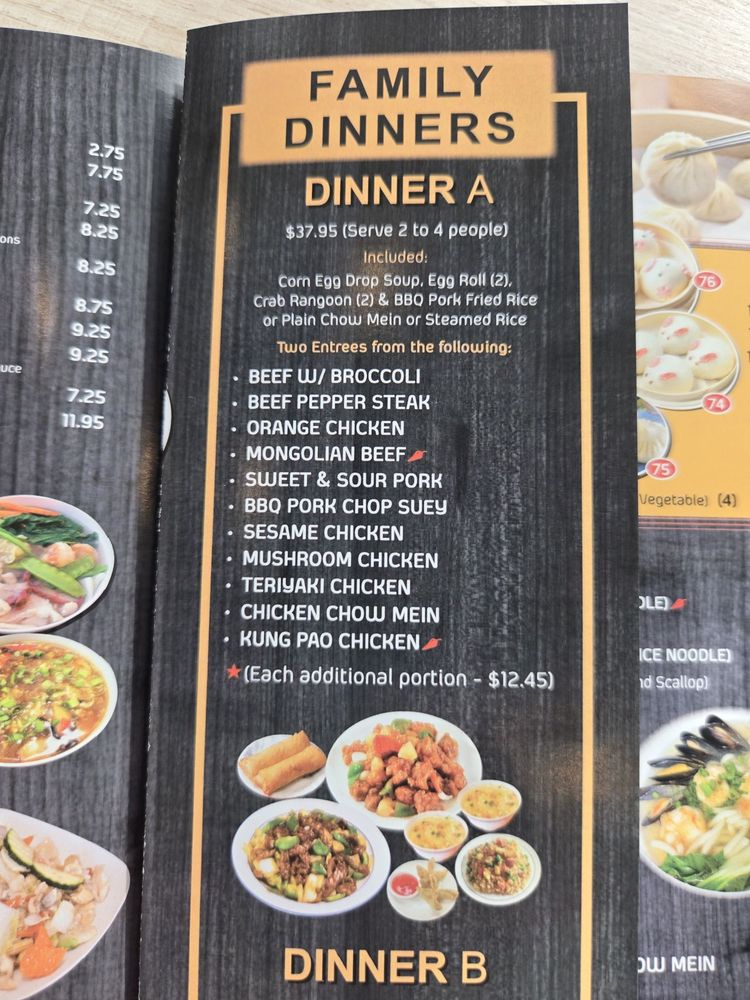 2.75
7.75
7.25
8.25
8.25
8.75
9.25
9.25
7.25
11.95
FAMILY
DINNERS
DINNER A
$37.95 (Serve 2 to 4 people)
Included:
Corn Egg Drop Soup, Egg Roll (2),
Crab Rangoon (2) & BBQ Pork Fried Rice
or Plain Chow Mein or Steamed Rice
Two Entrees from the following:
• BEEF W/ BROCCOLI
• BEEF PEPPER STEAK
• ORANGE CHICKEN
• MONGOLIAN BEEF
• SWEET & SOUR PORK
• BBQ PORK CHOP SUEY
• SESAME CHICKEN
• MUSHROOM CHICKEN
• TERIYAKI CHICKEN
• CHICKEN CHOW MEIN
• KUNG PAO CHICKEN
★(Each additional portion - $12.45)
DINNER B
76
74
75
Vegetable) (4)
NOODLE)
nd Scallop)
MEIN